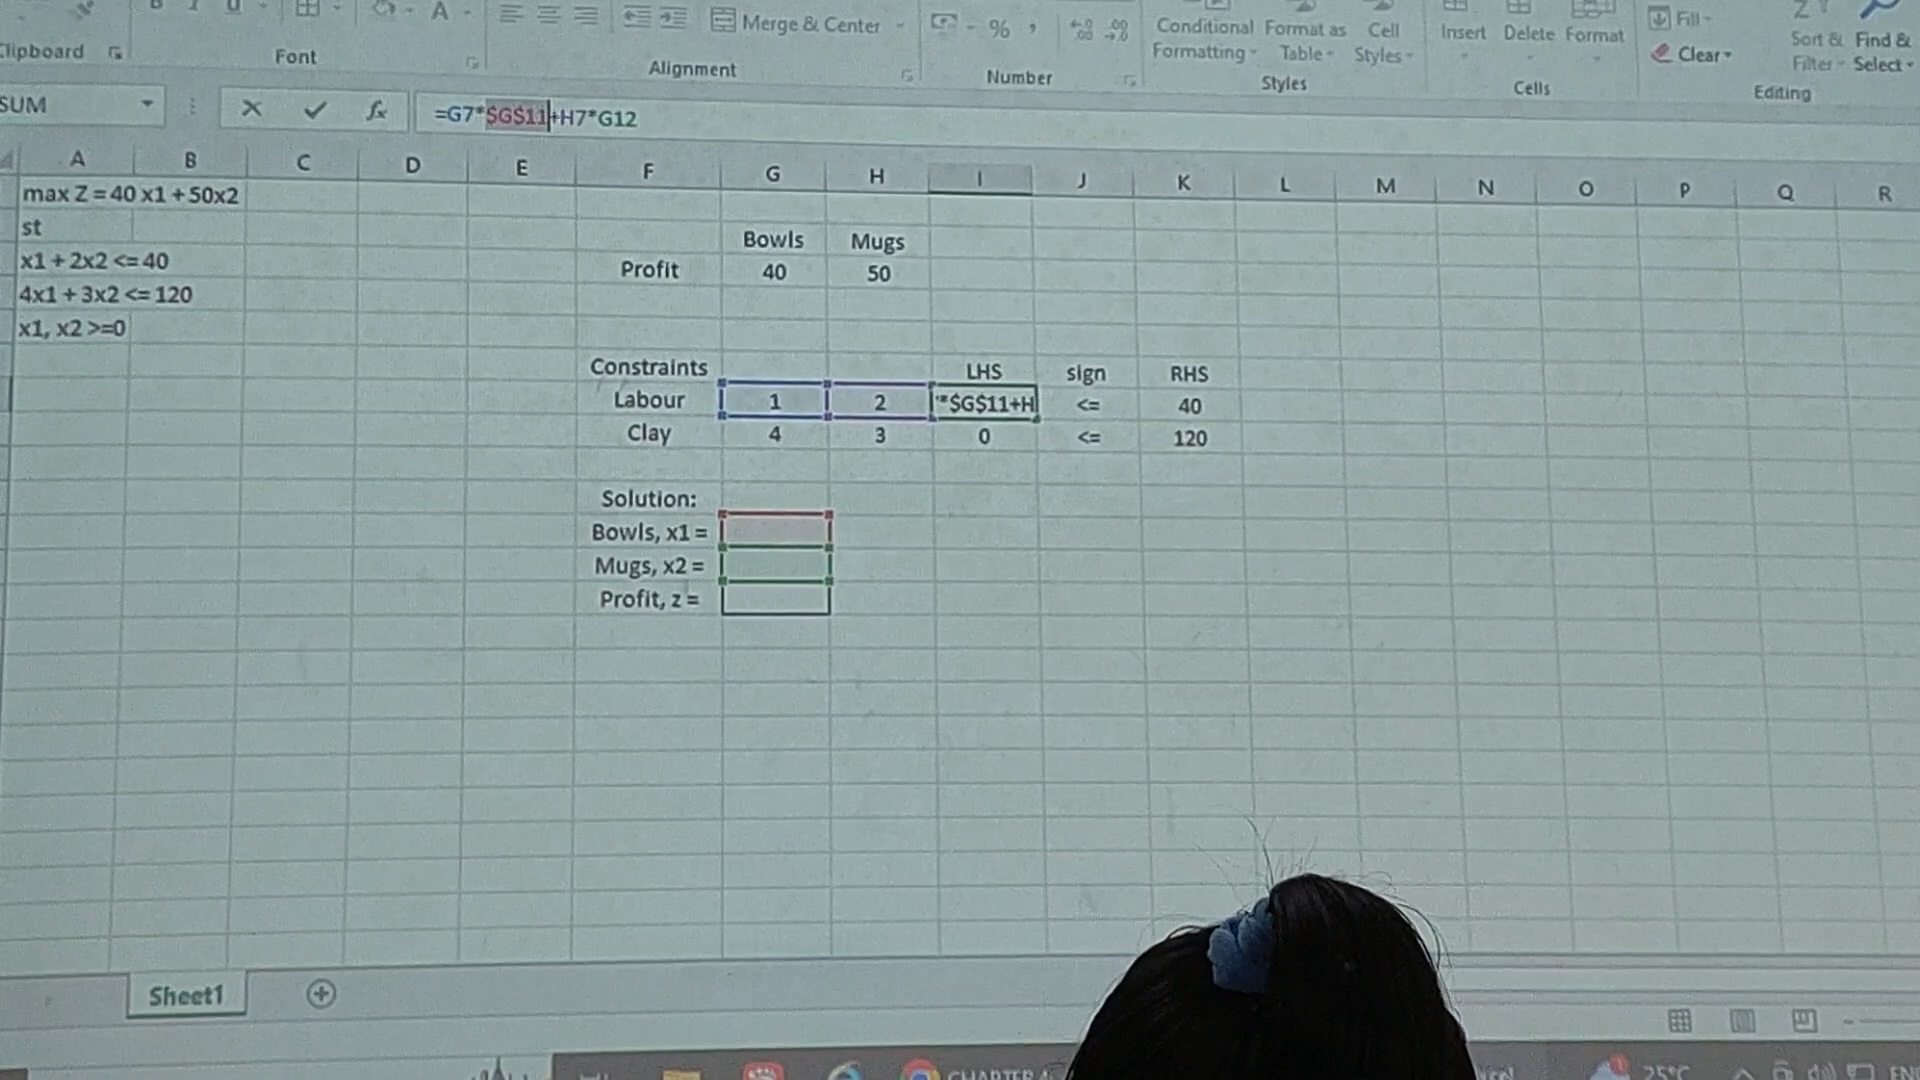 Merge & Center
%
Conditional Format as Cell
Formatting Table Styles
Insert Delete Format
Fill
Clear
Sort & Find &
Filter Select
Clipboard
Font
Alignment
Number
Styles
Cells
Editing
SUM
fx
=G7*$G$11+H7*G12
A B C D E F G H I J K L M N O P Q R
max Z = 40 x1 + 50x2
st
Bowls Mugs
x1 + 2x2 <= 40
Profit 40 50
4x1 + 3x2 <= 120
x1, x2 >=0
Constraints LHS sign RHS
Labour 1 2 *$G$11+H <= 40
Clay 4 3 0 <= 120
Solution:
Bowls, x1 =
Mugs, x2 =
Profit, z =
Sheet1
CHAPTER
25°C